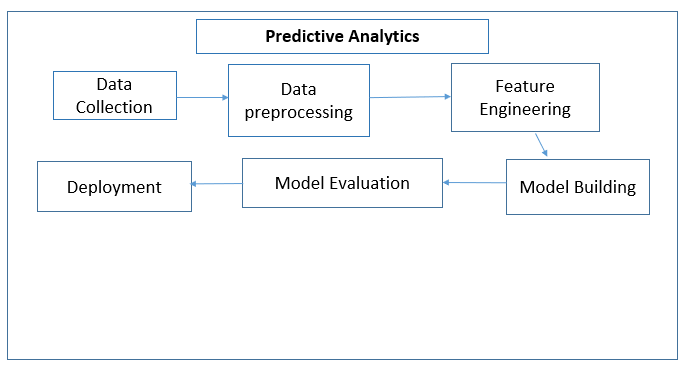 Predictive Analytics
Data
Collection
Data
preprocessing
Feature
Engineering
Deployment
Model Evaluation
Model Building